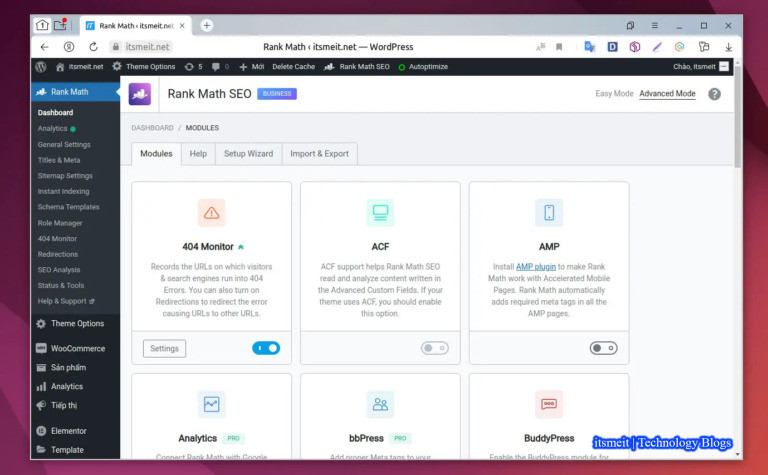 1
Rank Math ‹ itsmeit.net
itsmeit.net
Rank Math ‹ itsmeit.net — WordPress
itsmeit.net
Theme Options
5
0
Mới
Delete Cache
Rank Math SEO
Autoptimize
Chào, itsmeit
Rank Math
Dashboard
Analytics
General Settings
Titles & Meta
Sitemap Settings
Instant Indexing
Schema Templates
Role Manager
404 Monitor
Redirections
SEO Analysis
Status & Tools
Help & Support
Theme Options
WooCommerce
Sản phẩm
Analytics
Tiếp thị
Elementor
Template
Rank Math SEO BUSINESS
Easy Mode Advanced Mode ?
DASHBOARD / MODULES
Modules Help Setup Wizard Import & Export
404 Monitor
Records the URLs on which visitors
& search engines run into 404
Errors. You can also turn on
Redirections to redirect the error
causing URLs to other URLs.
Settings
ACF
ACF support helps Rank Math SEO
read and analyze content written in
the Advanced Custom Fields. If your
theme uses ACF, you should enable
this option.
AMP
Install AMP plugin to make Rank
Math work with Accelerated Mobile
Pages. Rank Math automatically
adds required meta tags in all the
AMP pages.
Analytics PRO
Connect Rank Math with Google
bbPress PRO
Add proper Meta tags to your
BuddyPress
Enable the BuddyPress module for
itsmeit | Technology Blogs